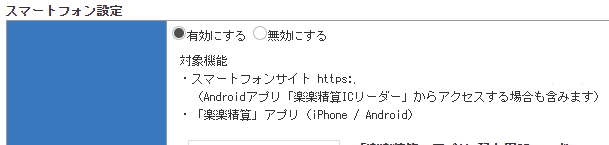 スマートフォン設定
有効にする 無効にする
対象機能
・スマートフォンサイト https:
（Androidアプリ「楽楽精算ICリーダー」からアクセスする場合も含みます）
・「楽楽精算」アプリ（iPhone / Android）